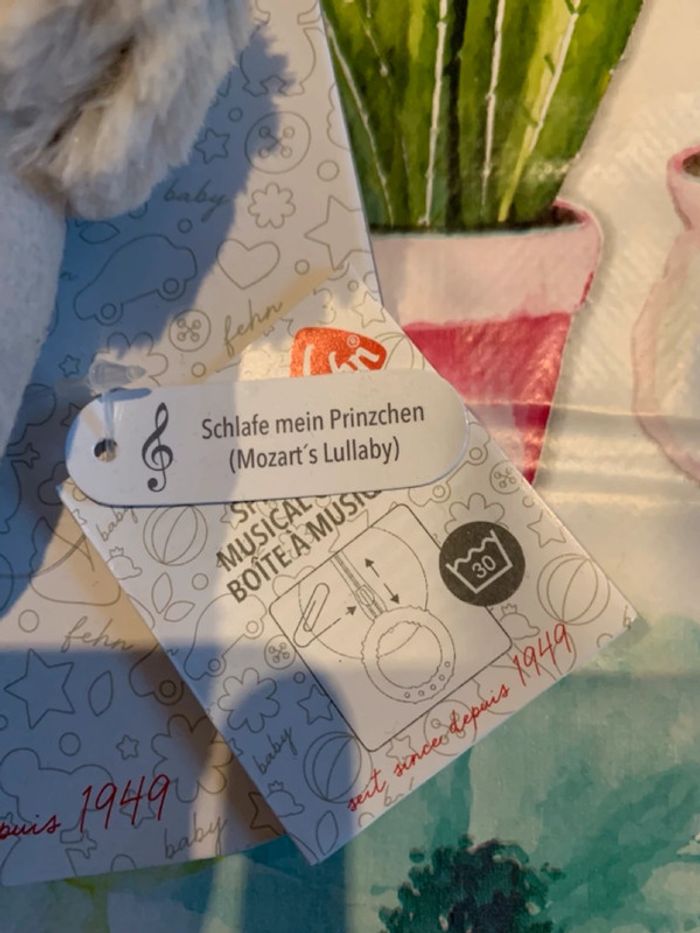 baby
fehn
Schlafe mein Prinzchen
(Mozart´s Lullaby)
MUSICAL
BOÎTE À MUSIQ
30
baby
fehn
baby
seit since depuis 1949
puis 1949
baby